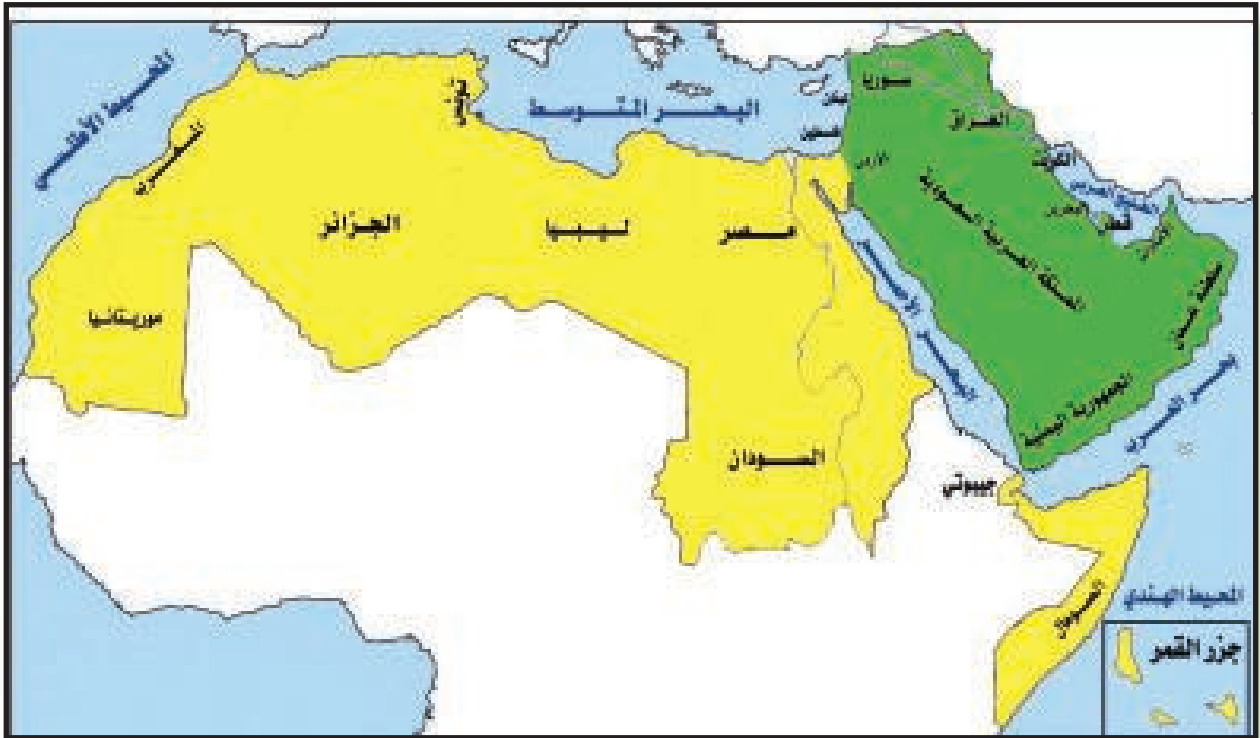 المحيط الأطلسي
البحر المتوسط
تونس
المغرب
الجزائر
ليبيا
مصر
موريتانيا
السودان
جيبوتي
الصومال
سوريا
لبنان
العراق
الأردن
الكويت
الخليج العربي
البحرين
قطر
الإمارات
المملكة العربية السعودية
سلطنة عمان
الجمهورية اليمنية
البحر الأحمر
بحر العرب
المحيط الهندي
جزر القمر